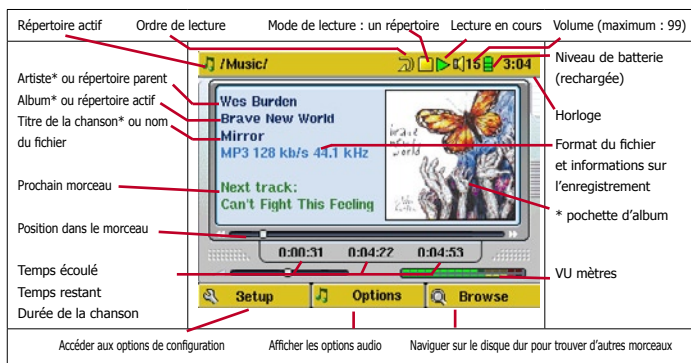 Répertoire actif
Ordre de lecture
Mode de lecture : un répertoire
Lecture en cours
Volume (maximum : 99)
/Music/
15
3:04
Niveau de batterie
(rechargée)
Horloge
Artiste* ou répertoire parent
Album* ou répertoire actif
Titre de la chanson* ou nom
du fichier
Wes Burden
Brave New World
Mirror
MP3 128 kb/s 44.1 kHz
brave new
world
Format du fichier
et informations sur
l'enregistrement
Prochain morceau
Next track:
Can't Fight This Feeling
* pochette d'album
Position dans le morceau
0:00:31
0:04:22
0:04:53
Temps écoulé
Temps restant
Durée de la chanson
VU mètres
Setup
Options
Browse
Accéder aux options de configuration
Afficher les options audio
Naviguer sur le disque dur pour trouver d'autres morceaux